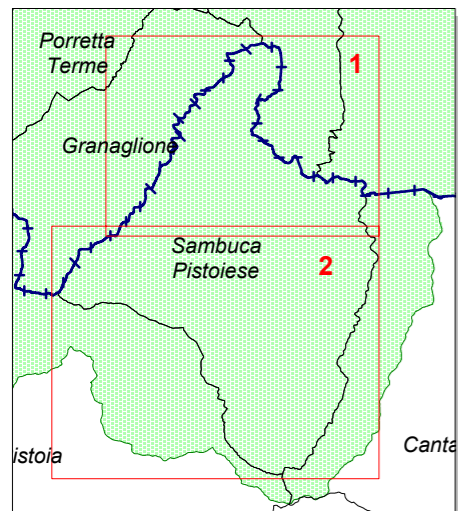 Porretta
Terme
1
Granaglione
Sambuca
Pistoiese
2
istoia
Canta